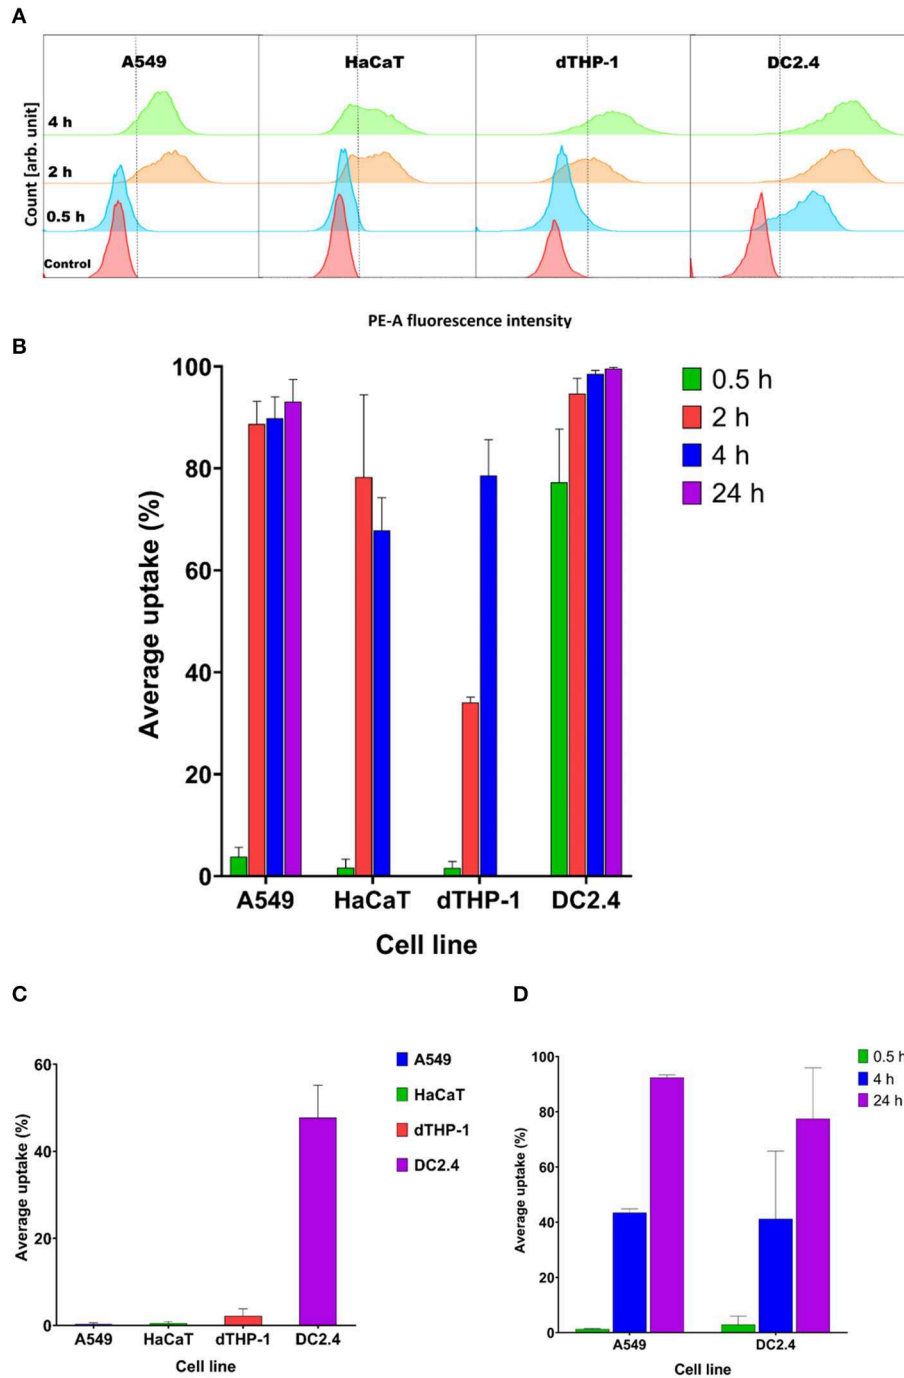 A
A549 HaCaT dTHP-1 DC2.4
Count [arb. unit]
4 h
2 h
0.5 h
Control
PE-A fluorescence intensity
B
Average uptake (%)
100
80
60
40
20
0
A549 HaCaT dTHP-1 DC2.4
Cell line
0.5 h
2 h
4 h
24 h
C
Average uptake (%)
60
40
20
0
A549 HaCaT dTHP-1 DC2.4
Cell line
A549
HaCaT
dTHP-1
DC2.4
D
Average uptake (%)
100
80
60
40
20
0
A549 DC2.4
Cell line
0.5 h
4 h
24 h